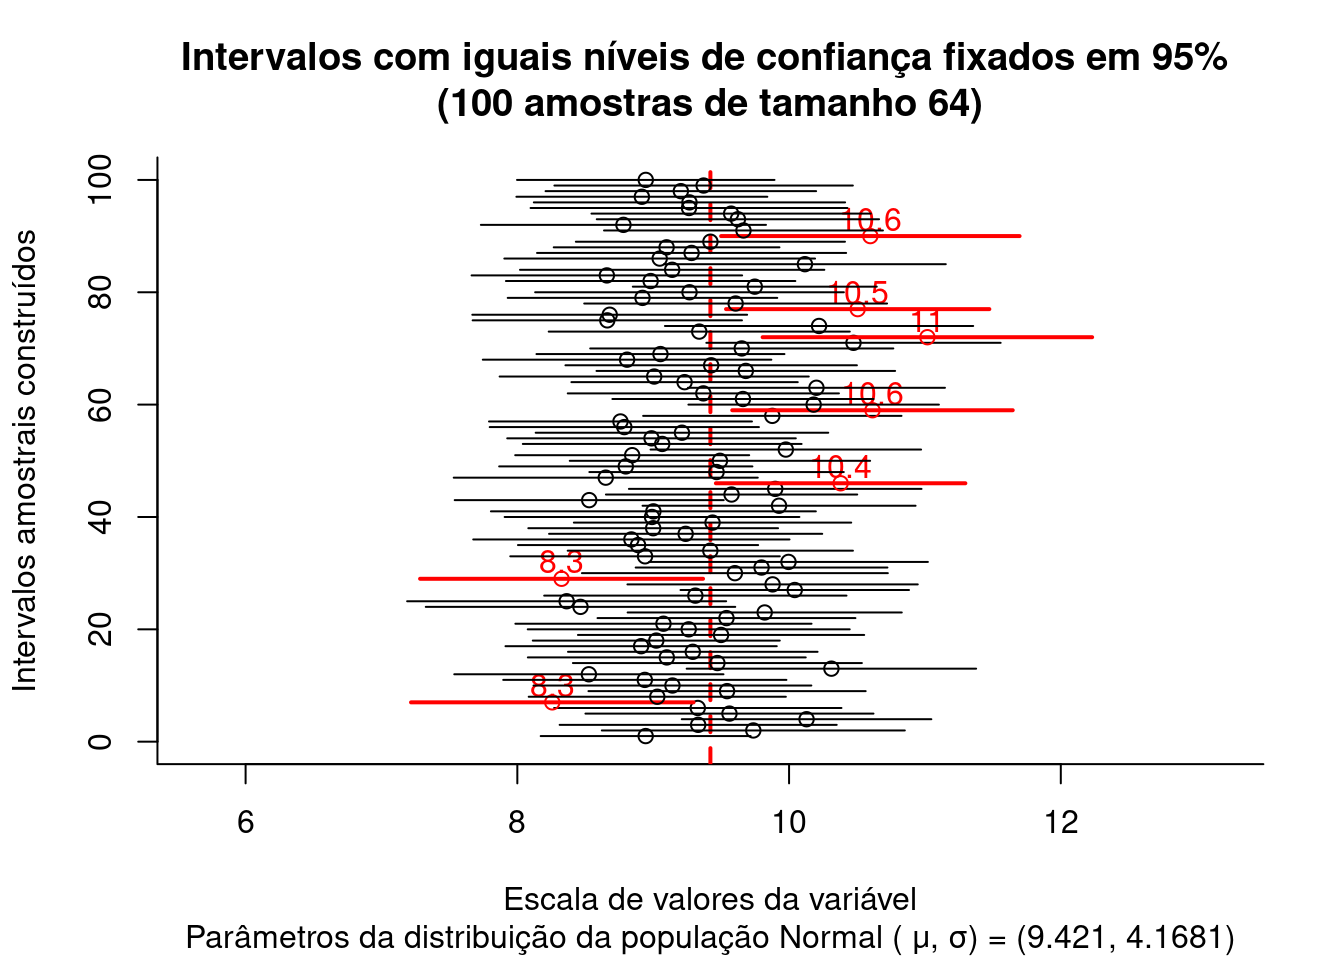 Intervalos com iguais níveis de confiança fixados em 95%
(100 amostras de tamanho 64)
Intervalos amostrais construídos
100
80
60
40
20
0
10.6
10.5
11
10.6
10.4
8.3
8.3
6 8 10 12
Escala de valores da variável
Parâmetros da distribuição da população Normal ( μ, σ) = (9.421, 4.1681)